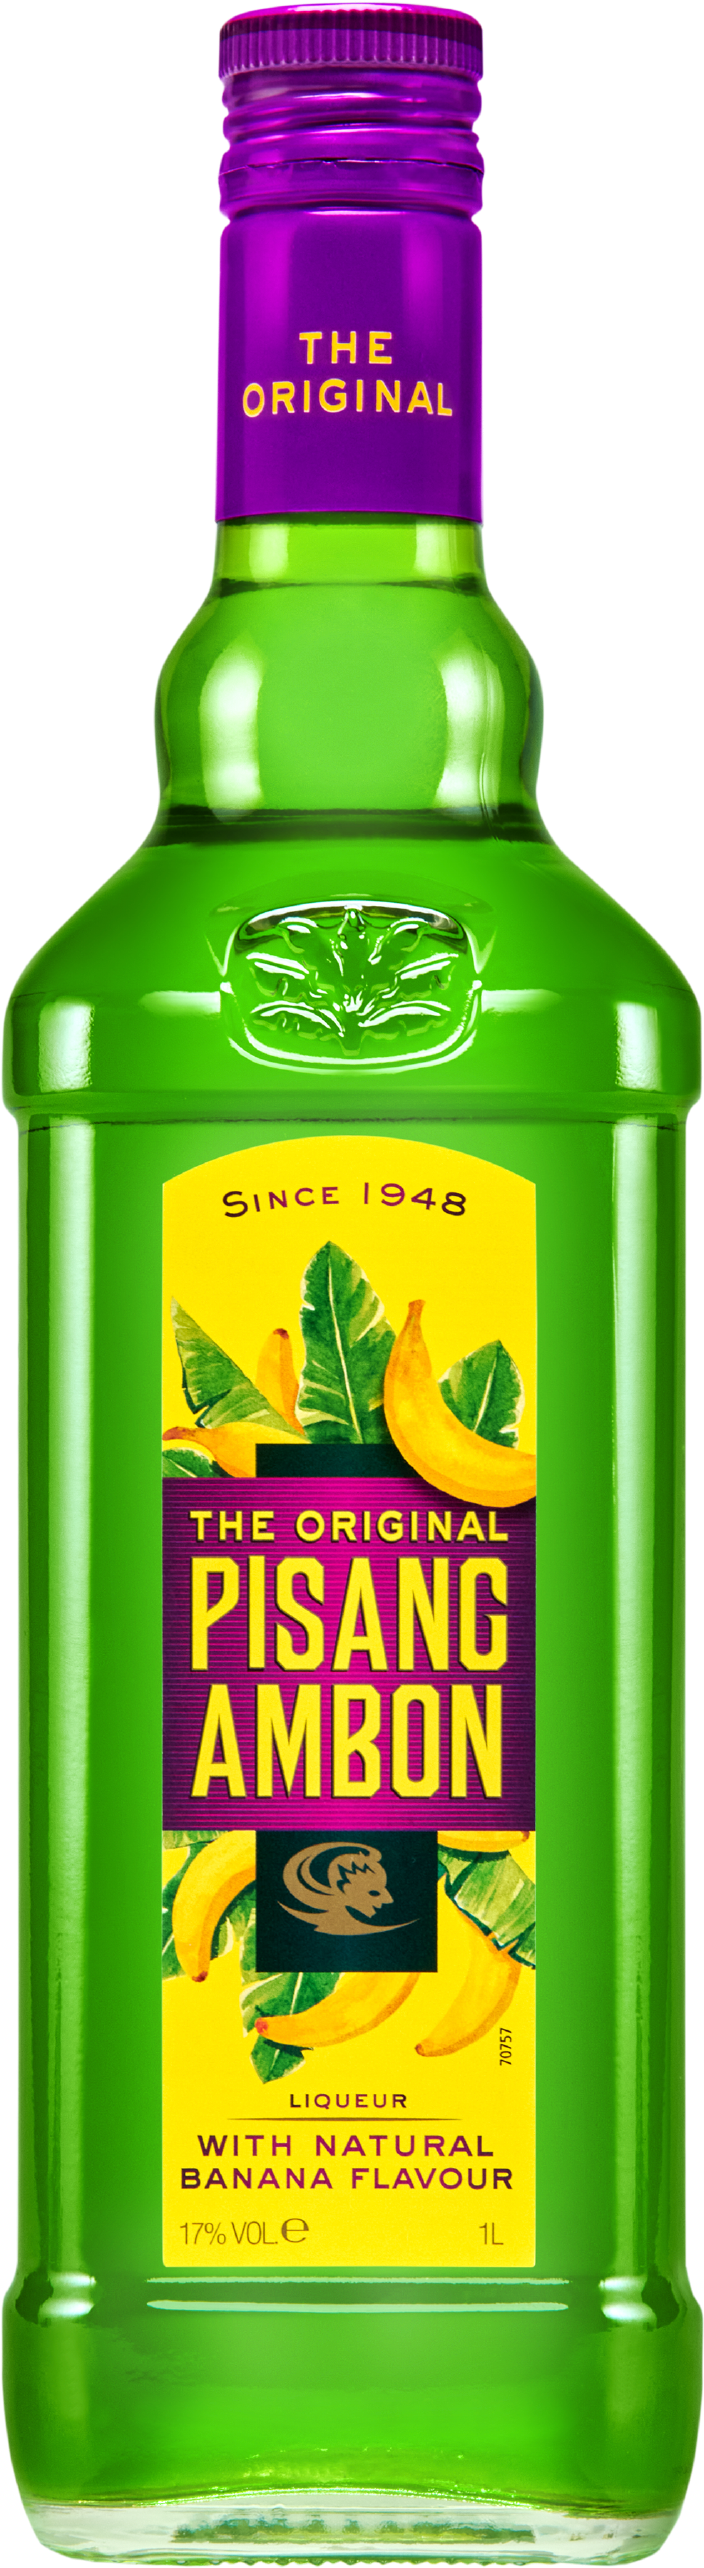 THE
ORIGINAL
SINCE 1948
THE ORIGINAL
PISANG
AMBON
70757
LIQUEUR
WITH NATURAL
BANANA FLAVOUR
17% VOL. ℮ 1L